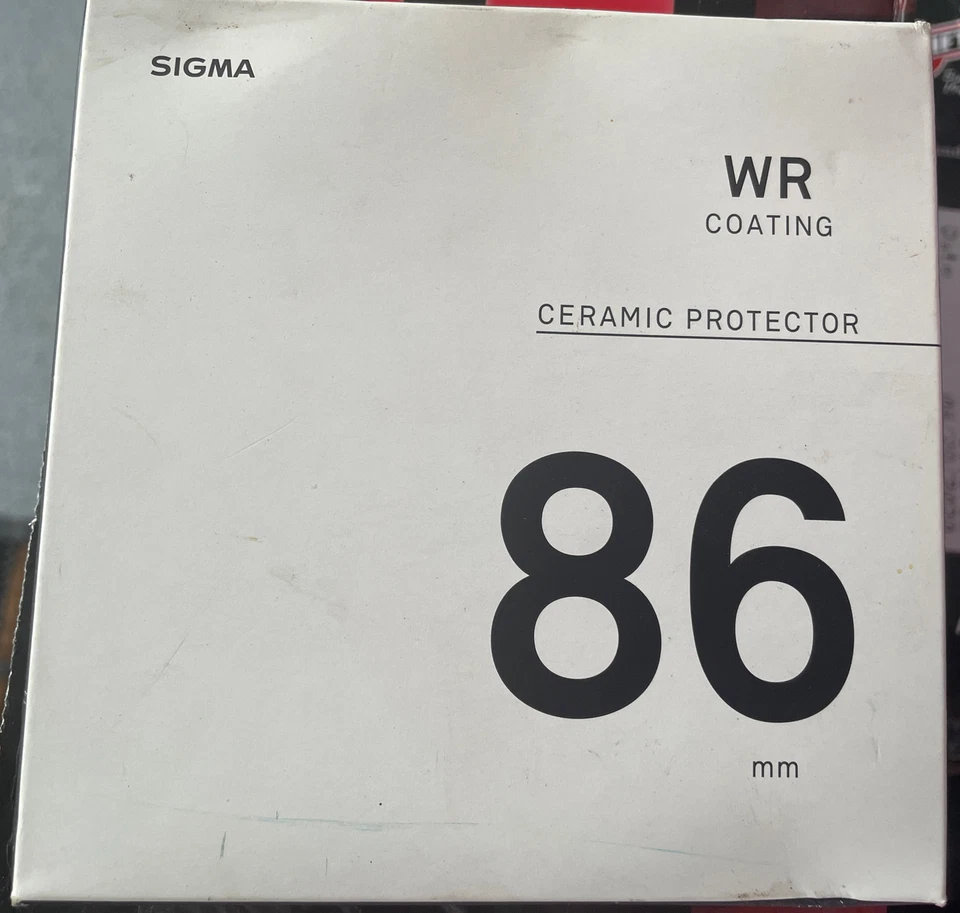 SIGMA
WR
COATING
CERAMIC PROTECTOR
86
mm